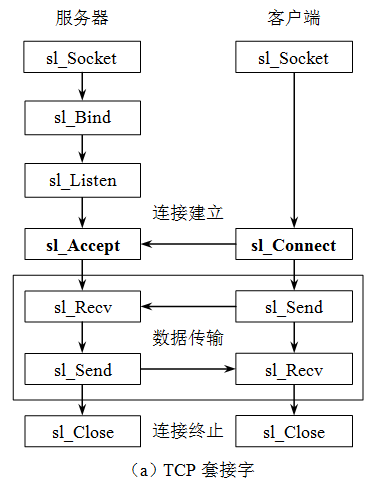 服务器 客户端
sl_Socket sl_Socket
sl_Bind
sl_Listen
连接建立
sl_Accept sl_Connect
sl_Recv sl_Send
数据传输
sl_Send sl_Recv
sl_Close 连接终止 sl_Close
（a）TCP 套接字